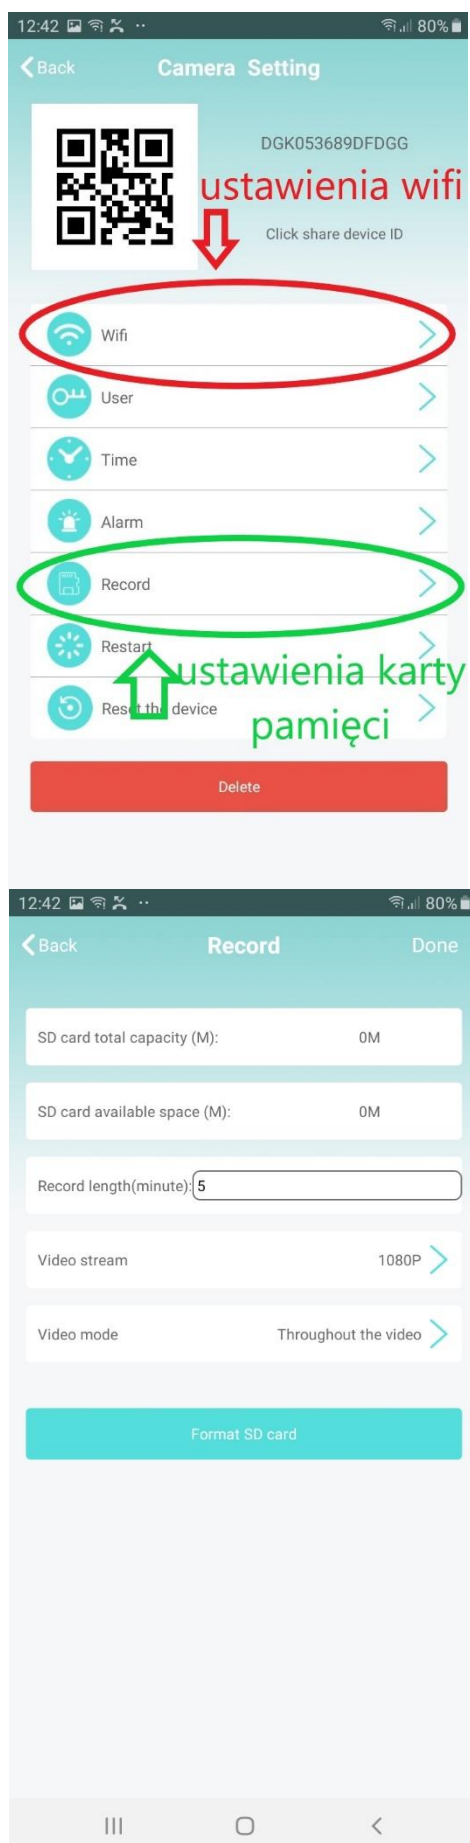 12:42 80%
Back Camera Setting
DGK053689DFDGG
ustawienia wifi
Click share device ID
Wifi
User
Time
Alarm
Record
Restart
ustawienia karty
Reset the device
pamięci
Delete
12:42 80%
Back Record Done
SD card total capacity (M): 0M
SD card available space (M): 0M
Record length(minute): 5
Video stream 1080P
Video mode Throughout the video
Format SD card